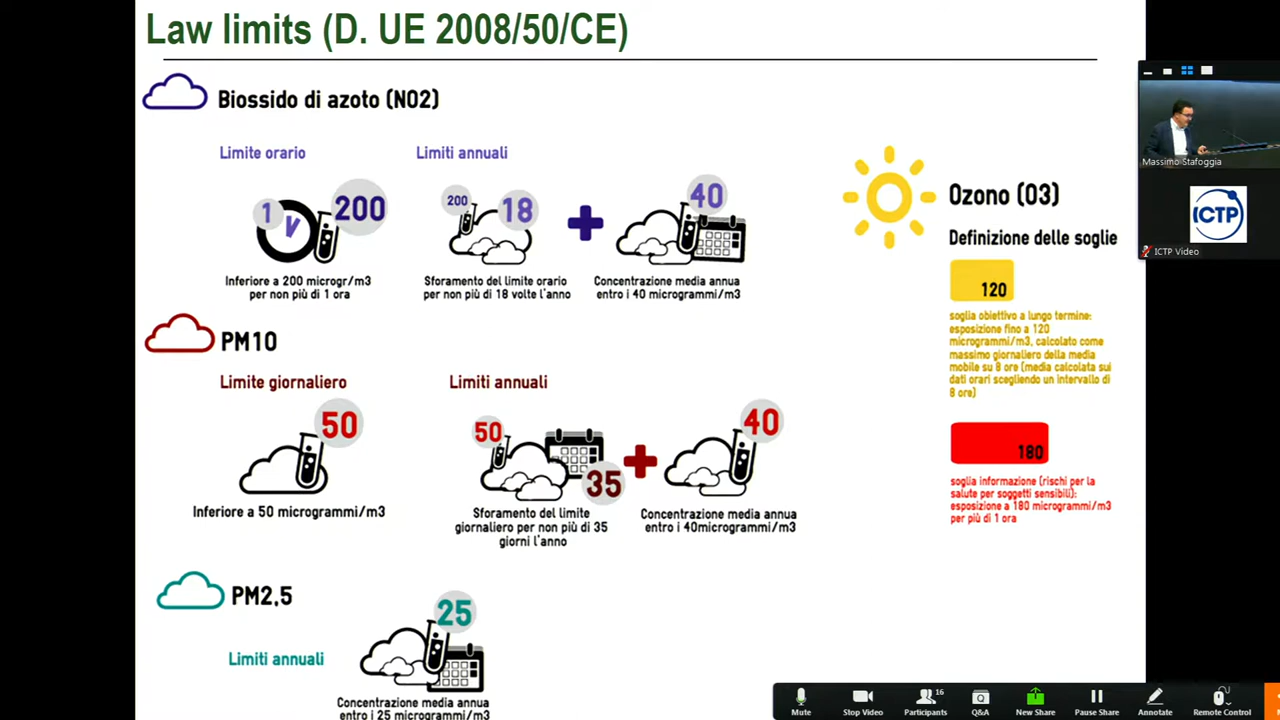 Law limits (D. UE 2008/50/CE)
Biossido di azoto (NO2)
Limite orario
Limiti annuali
1
200
200
18
40
Inferiore a 200 microgr/m3
per non più di 1 ora
Sforamento del limite orario
per non più di 18 volte l'anno
Concentrazione media annua
entro i 40 microgrammi/m3
PM10
Limite giornaliero
Limiti annuali
50
50
35
40
Inferiore a 50 microgrammi/m3
Sforamento del limite
giornaliero per non più di 35
giorni l'anno
Concentrazione media annua
entro i 40microgrammi/m3
PM2,5
Limiti annuali
25
Concentrazione media annua
entro i 25 microgrammi/m3
Ozono (O3)
Definizione delle soglie
120
soglia obiettivo a lungo termine:
esposizione fino a 120
microgrammi/m3, calcolato come
massimo giornaliero della media
mobile su 8 ore (media calcolata sui
dati orari scegliendo un intervallo di
8 ore)
180
soglia informazione (rischi per la
salute per soggetti sensibili):
esposizione a 180 microgrammi/m3
per più di 1 ora
Massimo Stafoggia
ICTP
ICTP Video
Mute
Stop Video
Participants
16
Q&A
New Share
Pause Share
Annotate
Remote Control